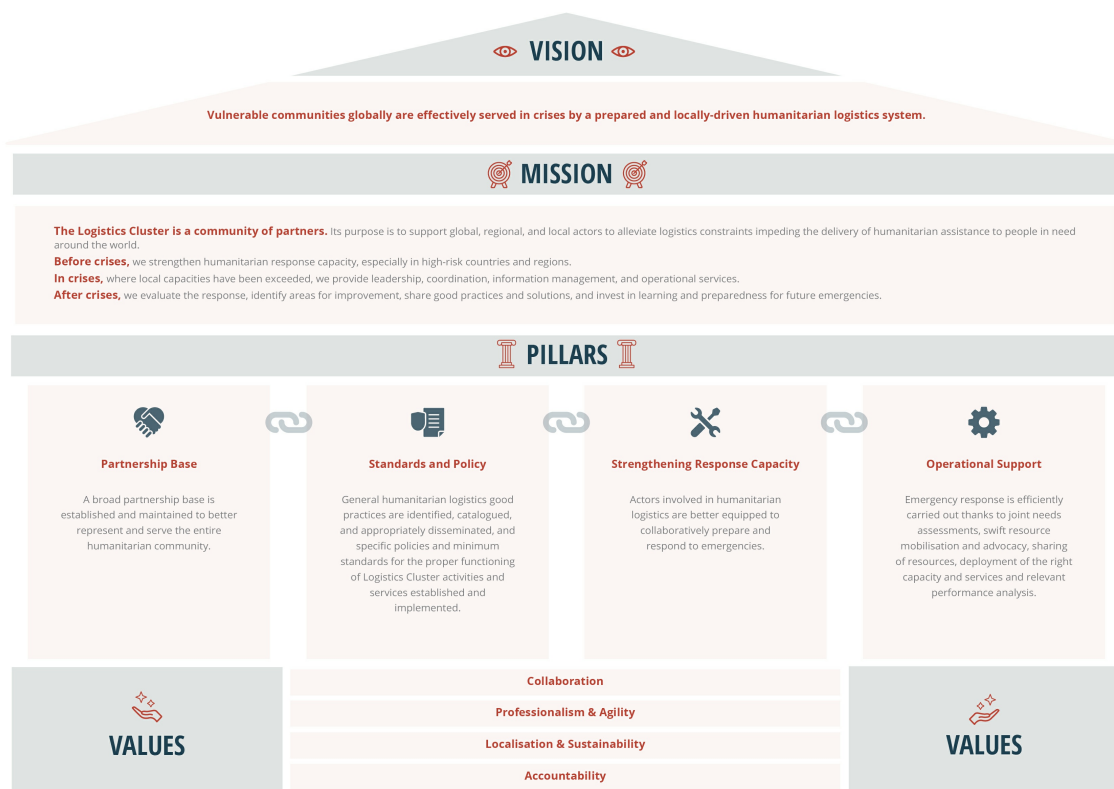 VISION
Vulnerable communities globally are effectively served in crises by a prepared and locally-driven humanitarian logistics system.
MISSION
The Logistics Cluster is a community of partners. Its purpose is to support global, regional, and local actors to alleviate logistics constraints impeding the delivery of humanitarian assistance to people in need
around the world.
Before crises, we strengthen humanitarian response capacity, especially in high-risk countries and regions.
In crises, where local capacities have been exceeded, we provide leadership, coordination, information management, and operational services.
After crises, we evaluate the response, identify areas for improvement, share good practices and solutions, and invest in learning and preparedness for future emergencies.
PILLARS
Partnership Base
A broad partnership base is
established and maintained to better
represent and serve the entire
humanitarian community.
Standards and Policy
General humanitarian logistics good
practices are identified, catalogued,
and appropriately disseminated, and
specific policies and minimum
standards for the proper functioning
of Logistics Cluster activities and
services established and
implemented.
Strengthening Response Capacity
Actors involved in humanitarian
logistics are better equipped to
collaboratively prepare and
respond to emergencies.
Operational Support
Emergency response is efficiently
carried out thanks to joint needs
assessments, swift resource
mobilisation and advocacy, sharing
of resources, deployment of the right
capacity and services and relevant
performance analysis.
VALUES
Collaboration
Professionalism & Agility
Localisation & Sustainability
Accountability
VALUES